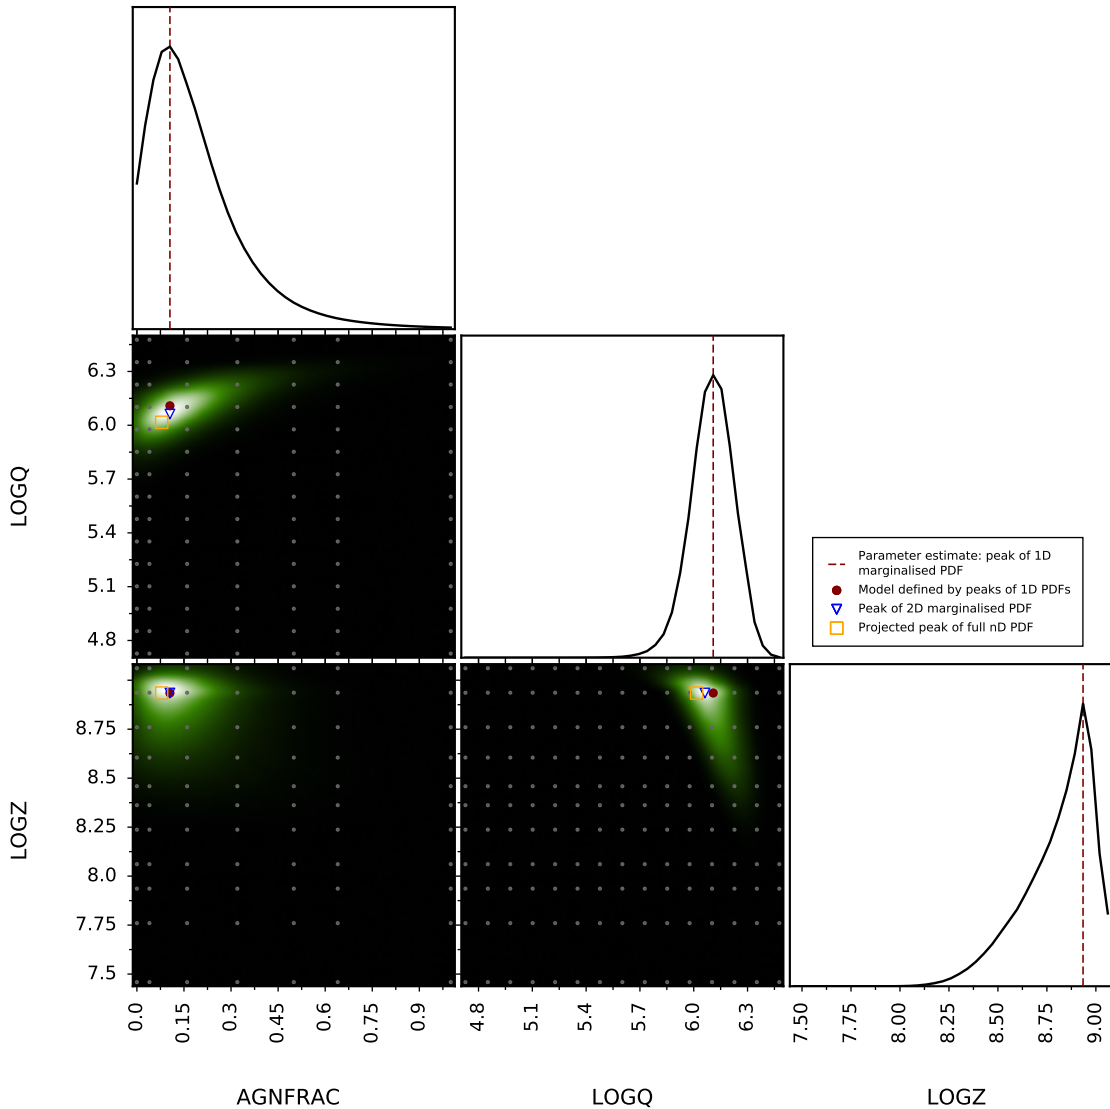 6.3
6.0
5.7
5.4
5.1
4.8
LOGQ
Parameter estimate: peak of 1D
marginalised PDF
Model defined by peaks of 1D PDFs
Peak of 2D marginalised PDF
Projected peak of full nD PDF
8.75
8.5
8.25
8.0
7.75
7.5
LOGZ
0.0 0.15 0.3 0.45 0.6 0.75 0.9
4.8 5.1 5.4 5.7 6.0 6.3
7.50 7.75 8.00 8.25 8.50 8.75 9.00
AGNFRAC LOGQ LOGZ